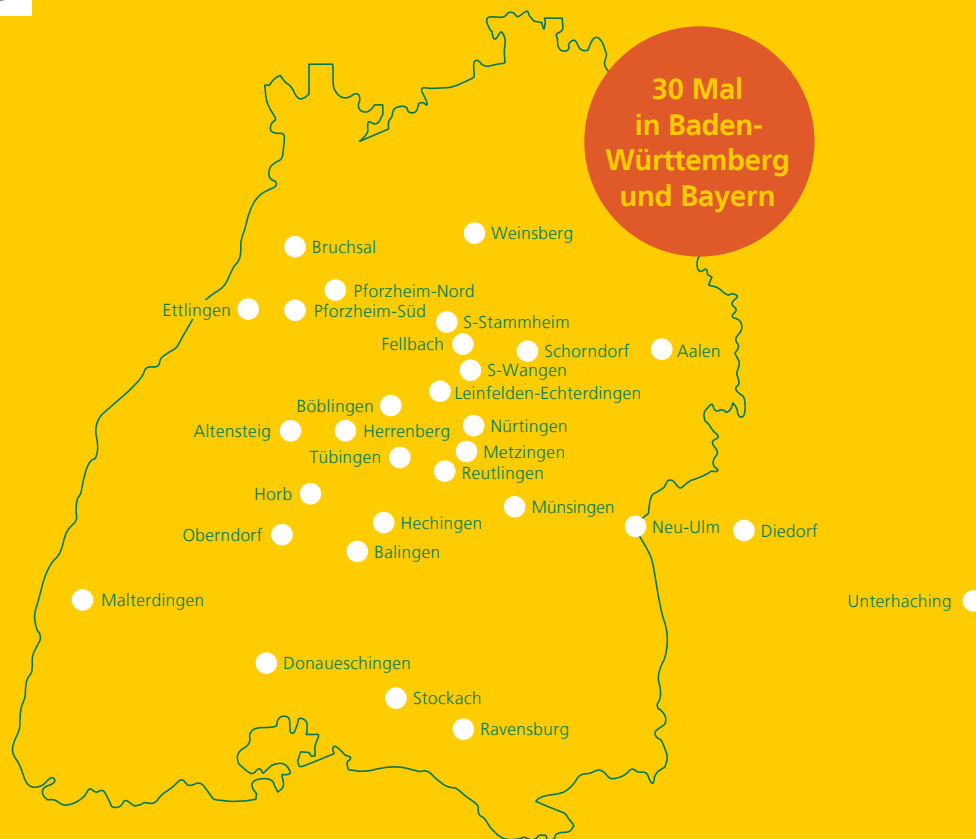 30 Mal
in Baden-
Württemberg
und Bayern
Weinsberg
Bruchsal
Pforzheim-Nord
Ettlingen
Pforzheim-Süd
S-Stammheim
Fellbach
Schorndorf
Aalen
S-Wangen
Leinfelden-Echterdingen
Böblingen
Nürtingen
Altensteig
Herrenberg
Metzingen
Tübingen
Reutlingen
Horb
Münsingen
Hechingen
Neu-Ulm
Diedorf
Oberndorf
Balingen
Malterdingen
Unterhaching
Donaueschingen
Stockach
Ravensburg